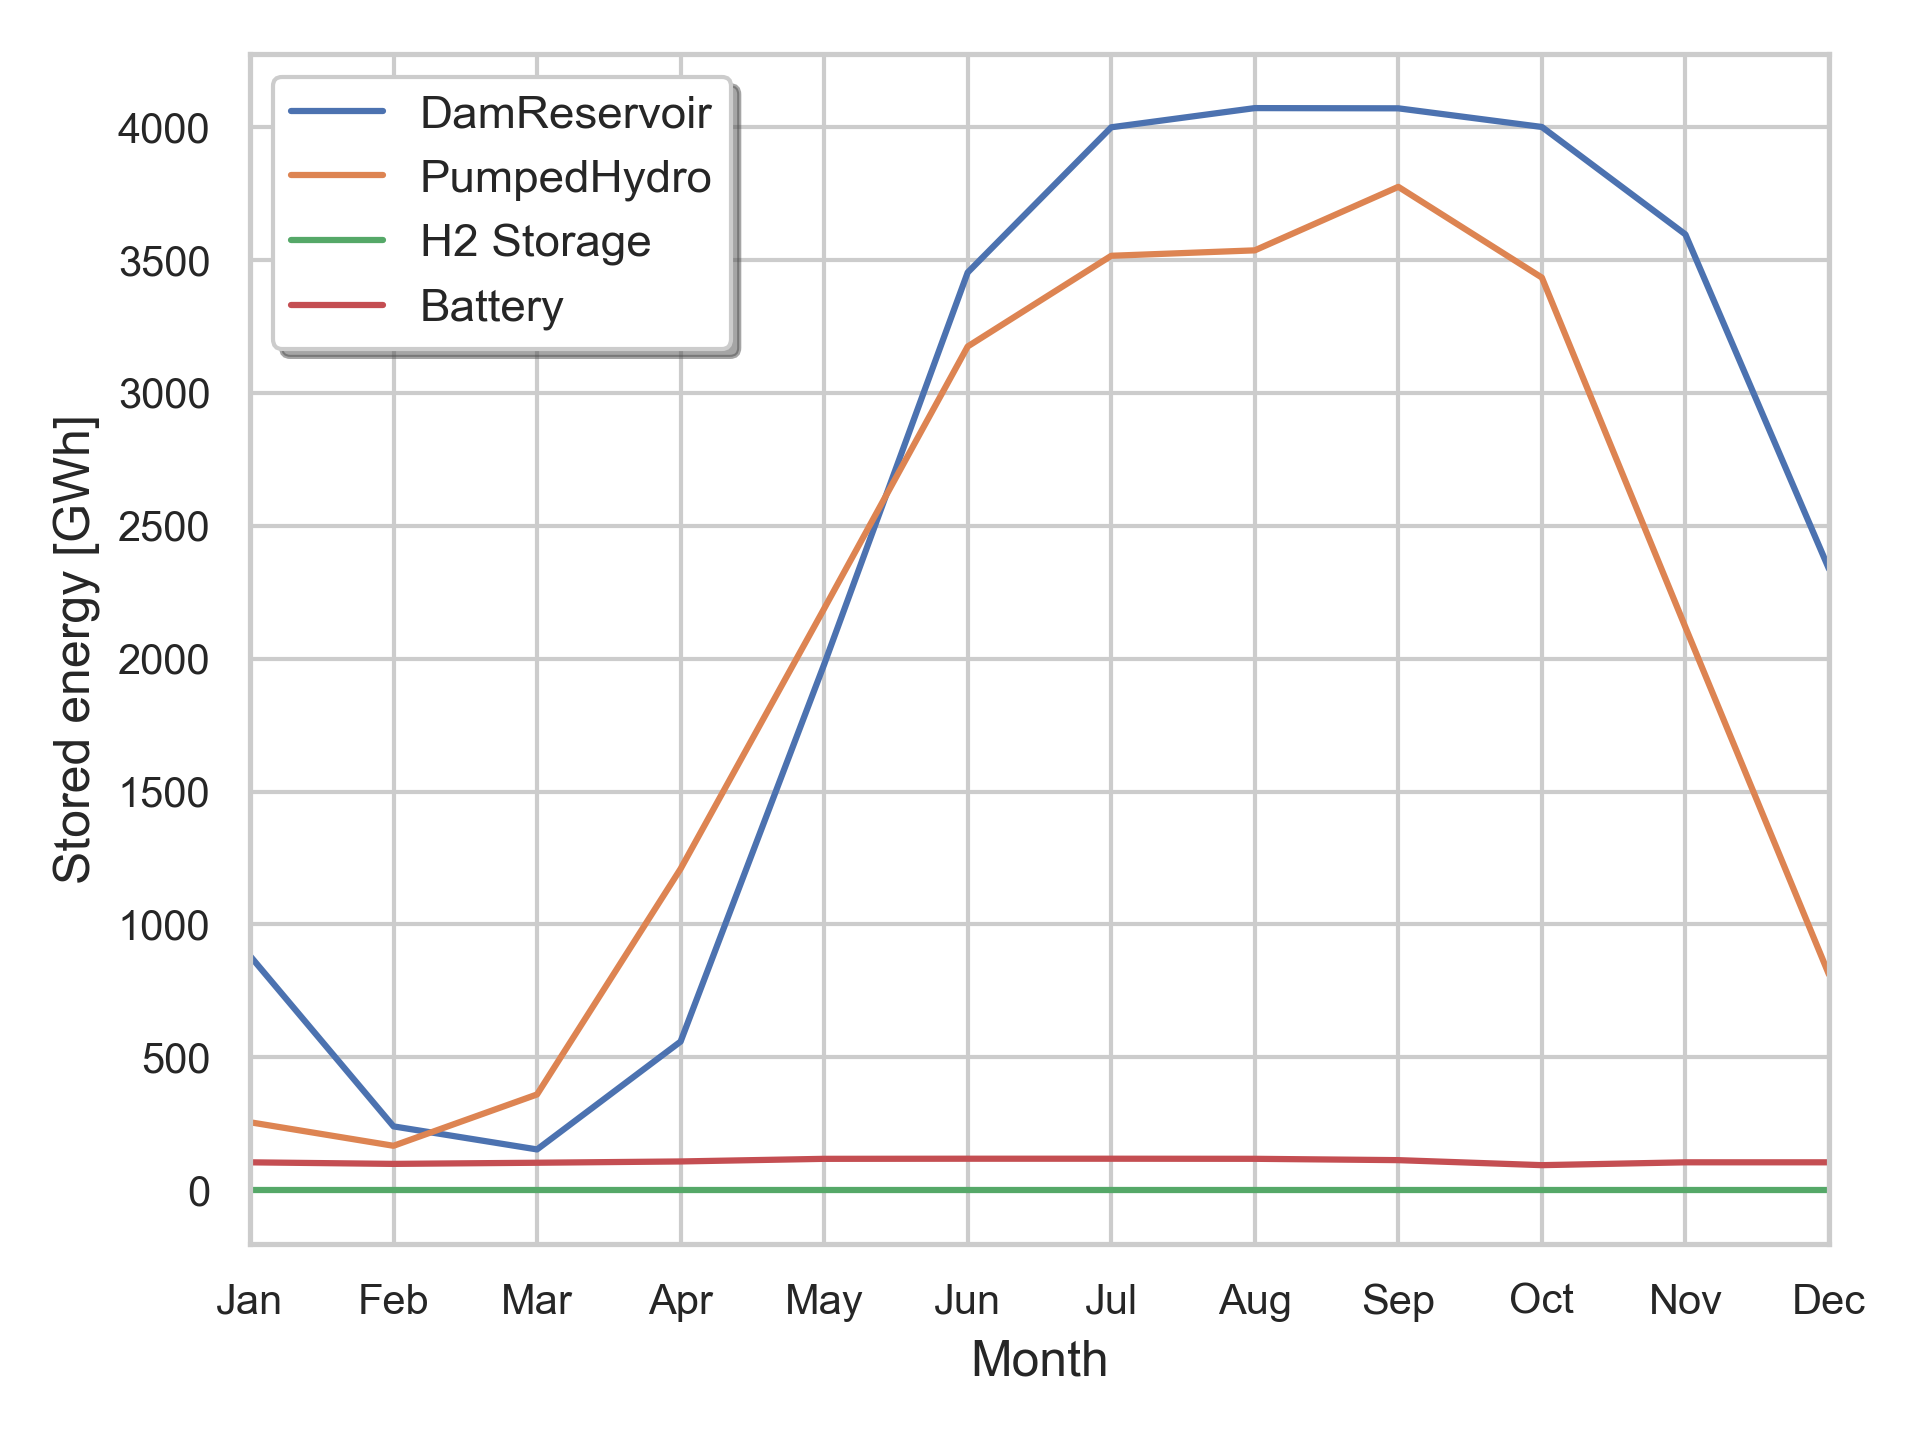 DamReservoir
PumpedHydro
H2 Storage
Battery
4000
3500
3000
2500
2000
1500
1000
500
0
Stored energy [GWh]
Jan Feb Mar Apr May Jun Jul Aug Sep Oct Nov Dec
Month